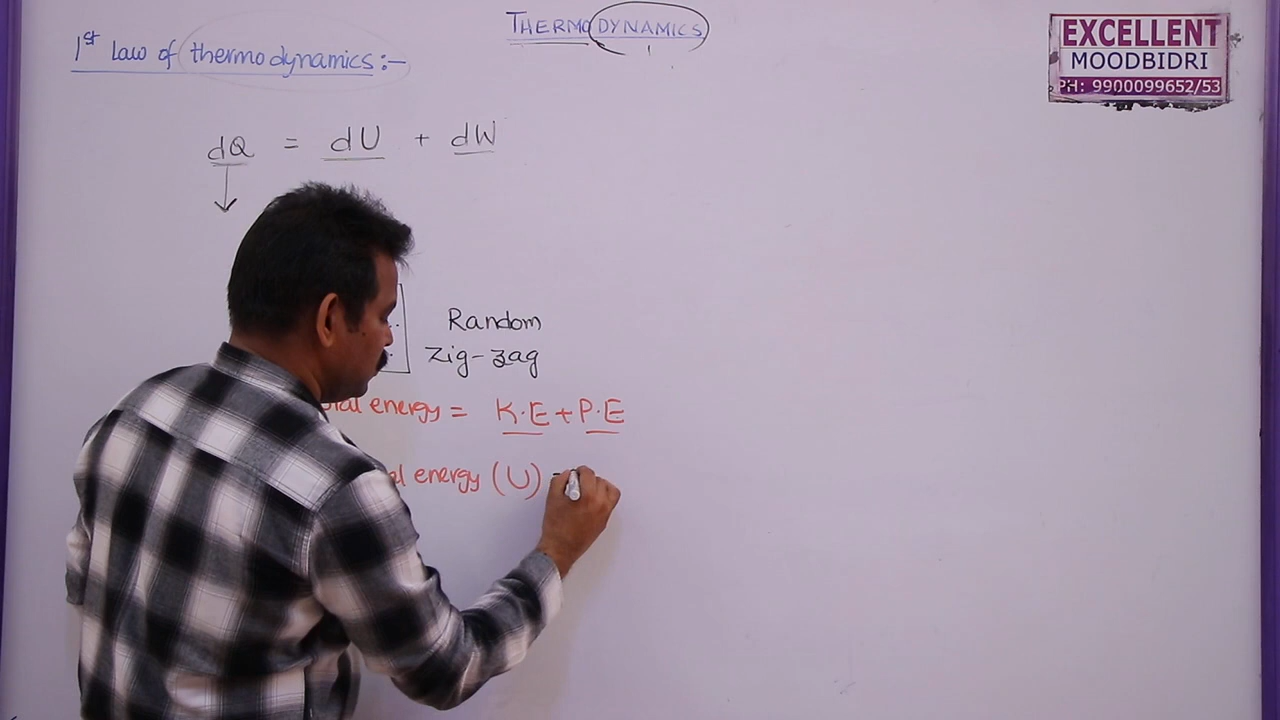 THERMODYNAMICS
1st Law of thermodynamics :-
EXCELLENT
MOODBIDRI
PH: 9900099652/53
dQ = dU + dW
Random
Zig-zag
energy = K.E + P.E
energy (U)